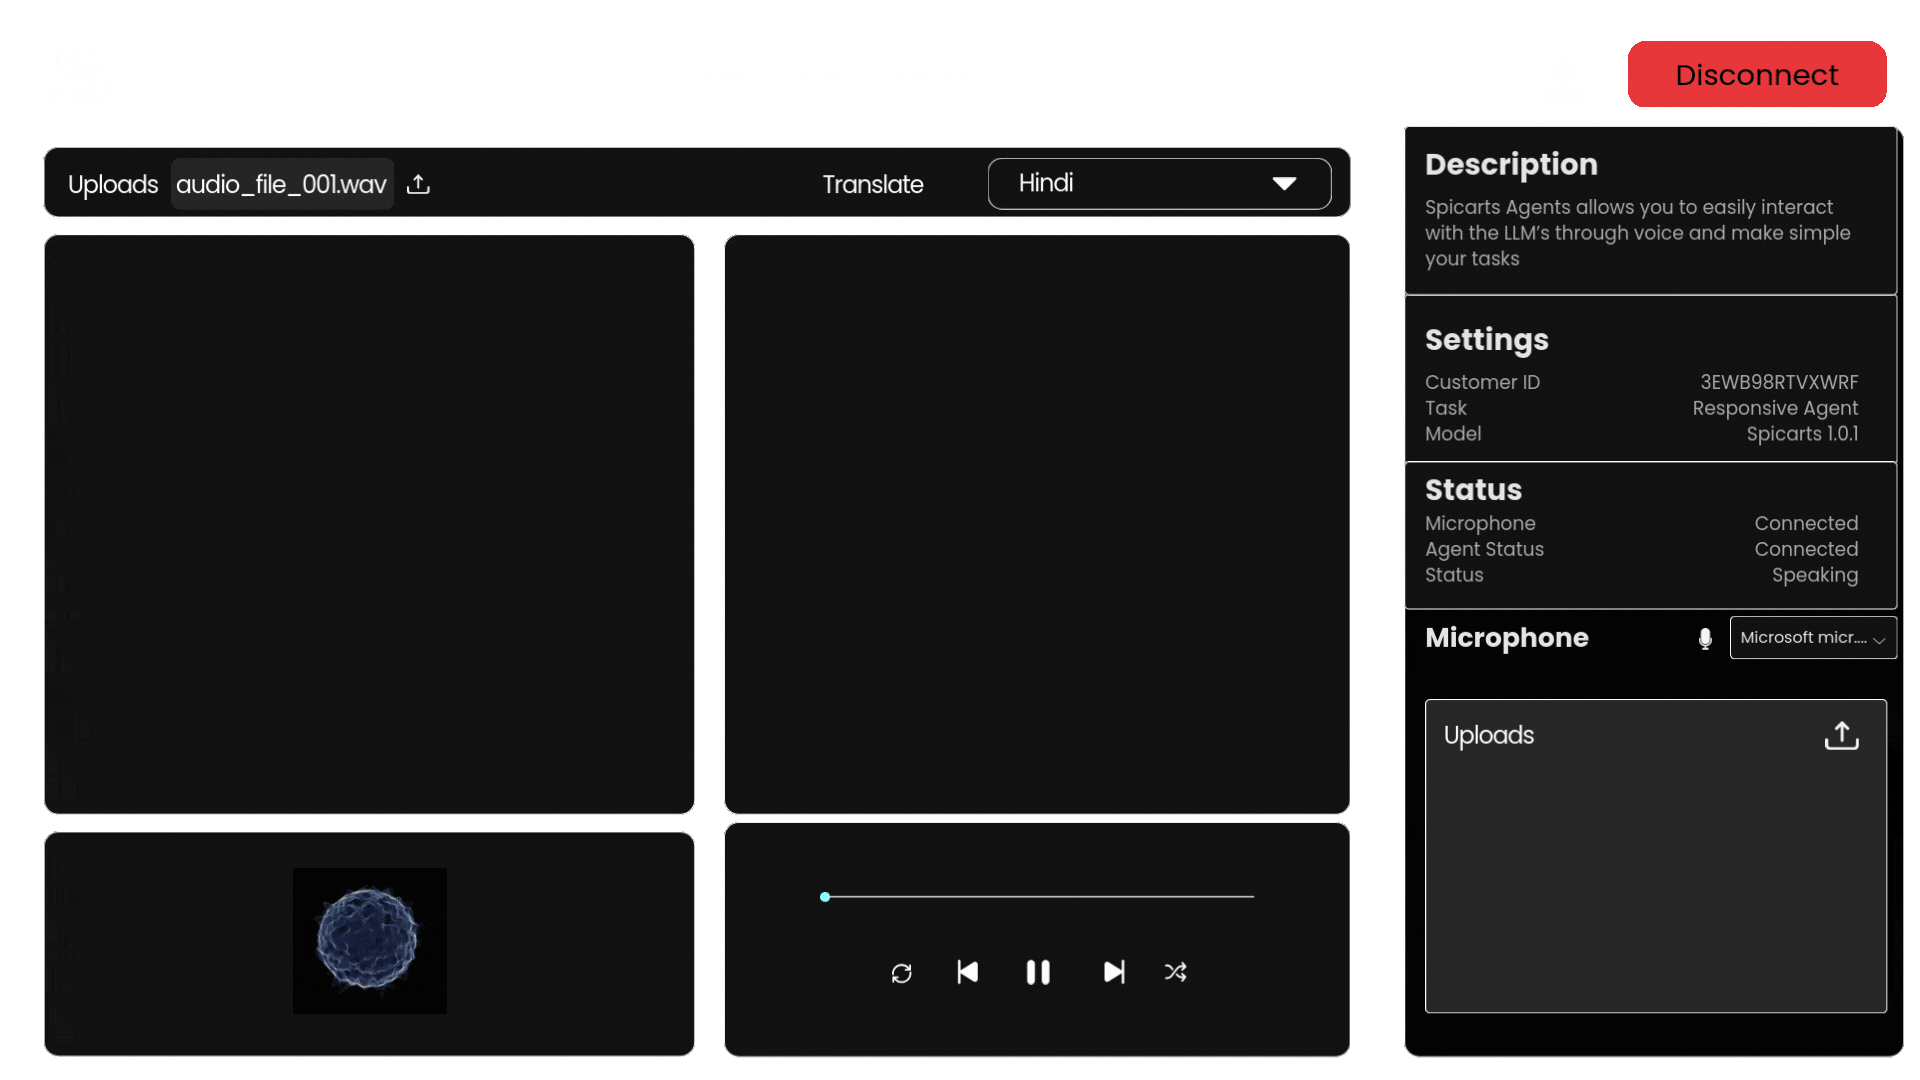 Disconnect
Uploads audio_file_001.wav
Translate
Hindi
Description
Spicarts Agents allows you to easily interact
with the LLM's through voice and make simple
your tasks
Settings
Customer ID 3EWB98RTVXWRF
Task Responsive Agent
Model Spicarts 1.0.1
Status
Microphone Connected
Agent Status Connected
Status Speaking
Microphone Microsoft micr....
Uploads